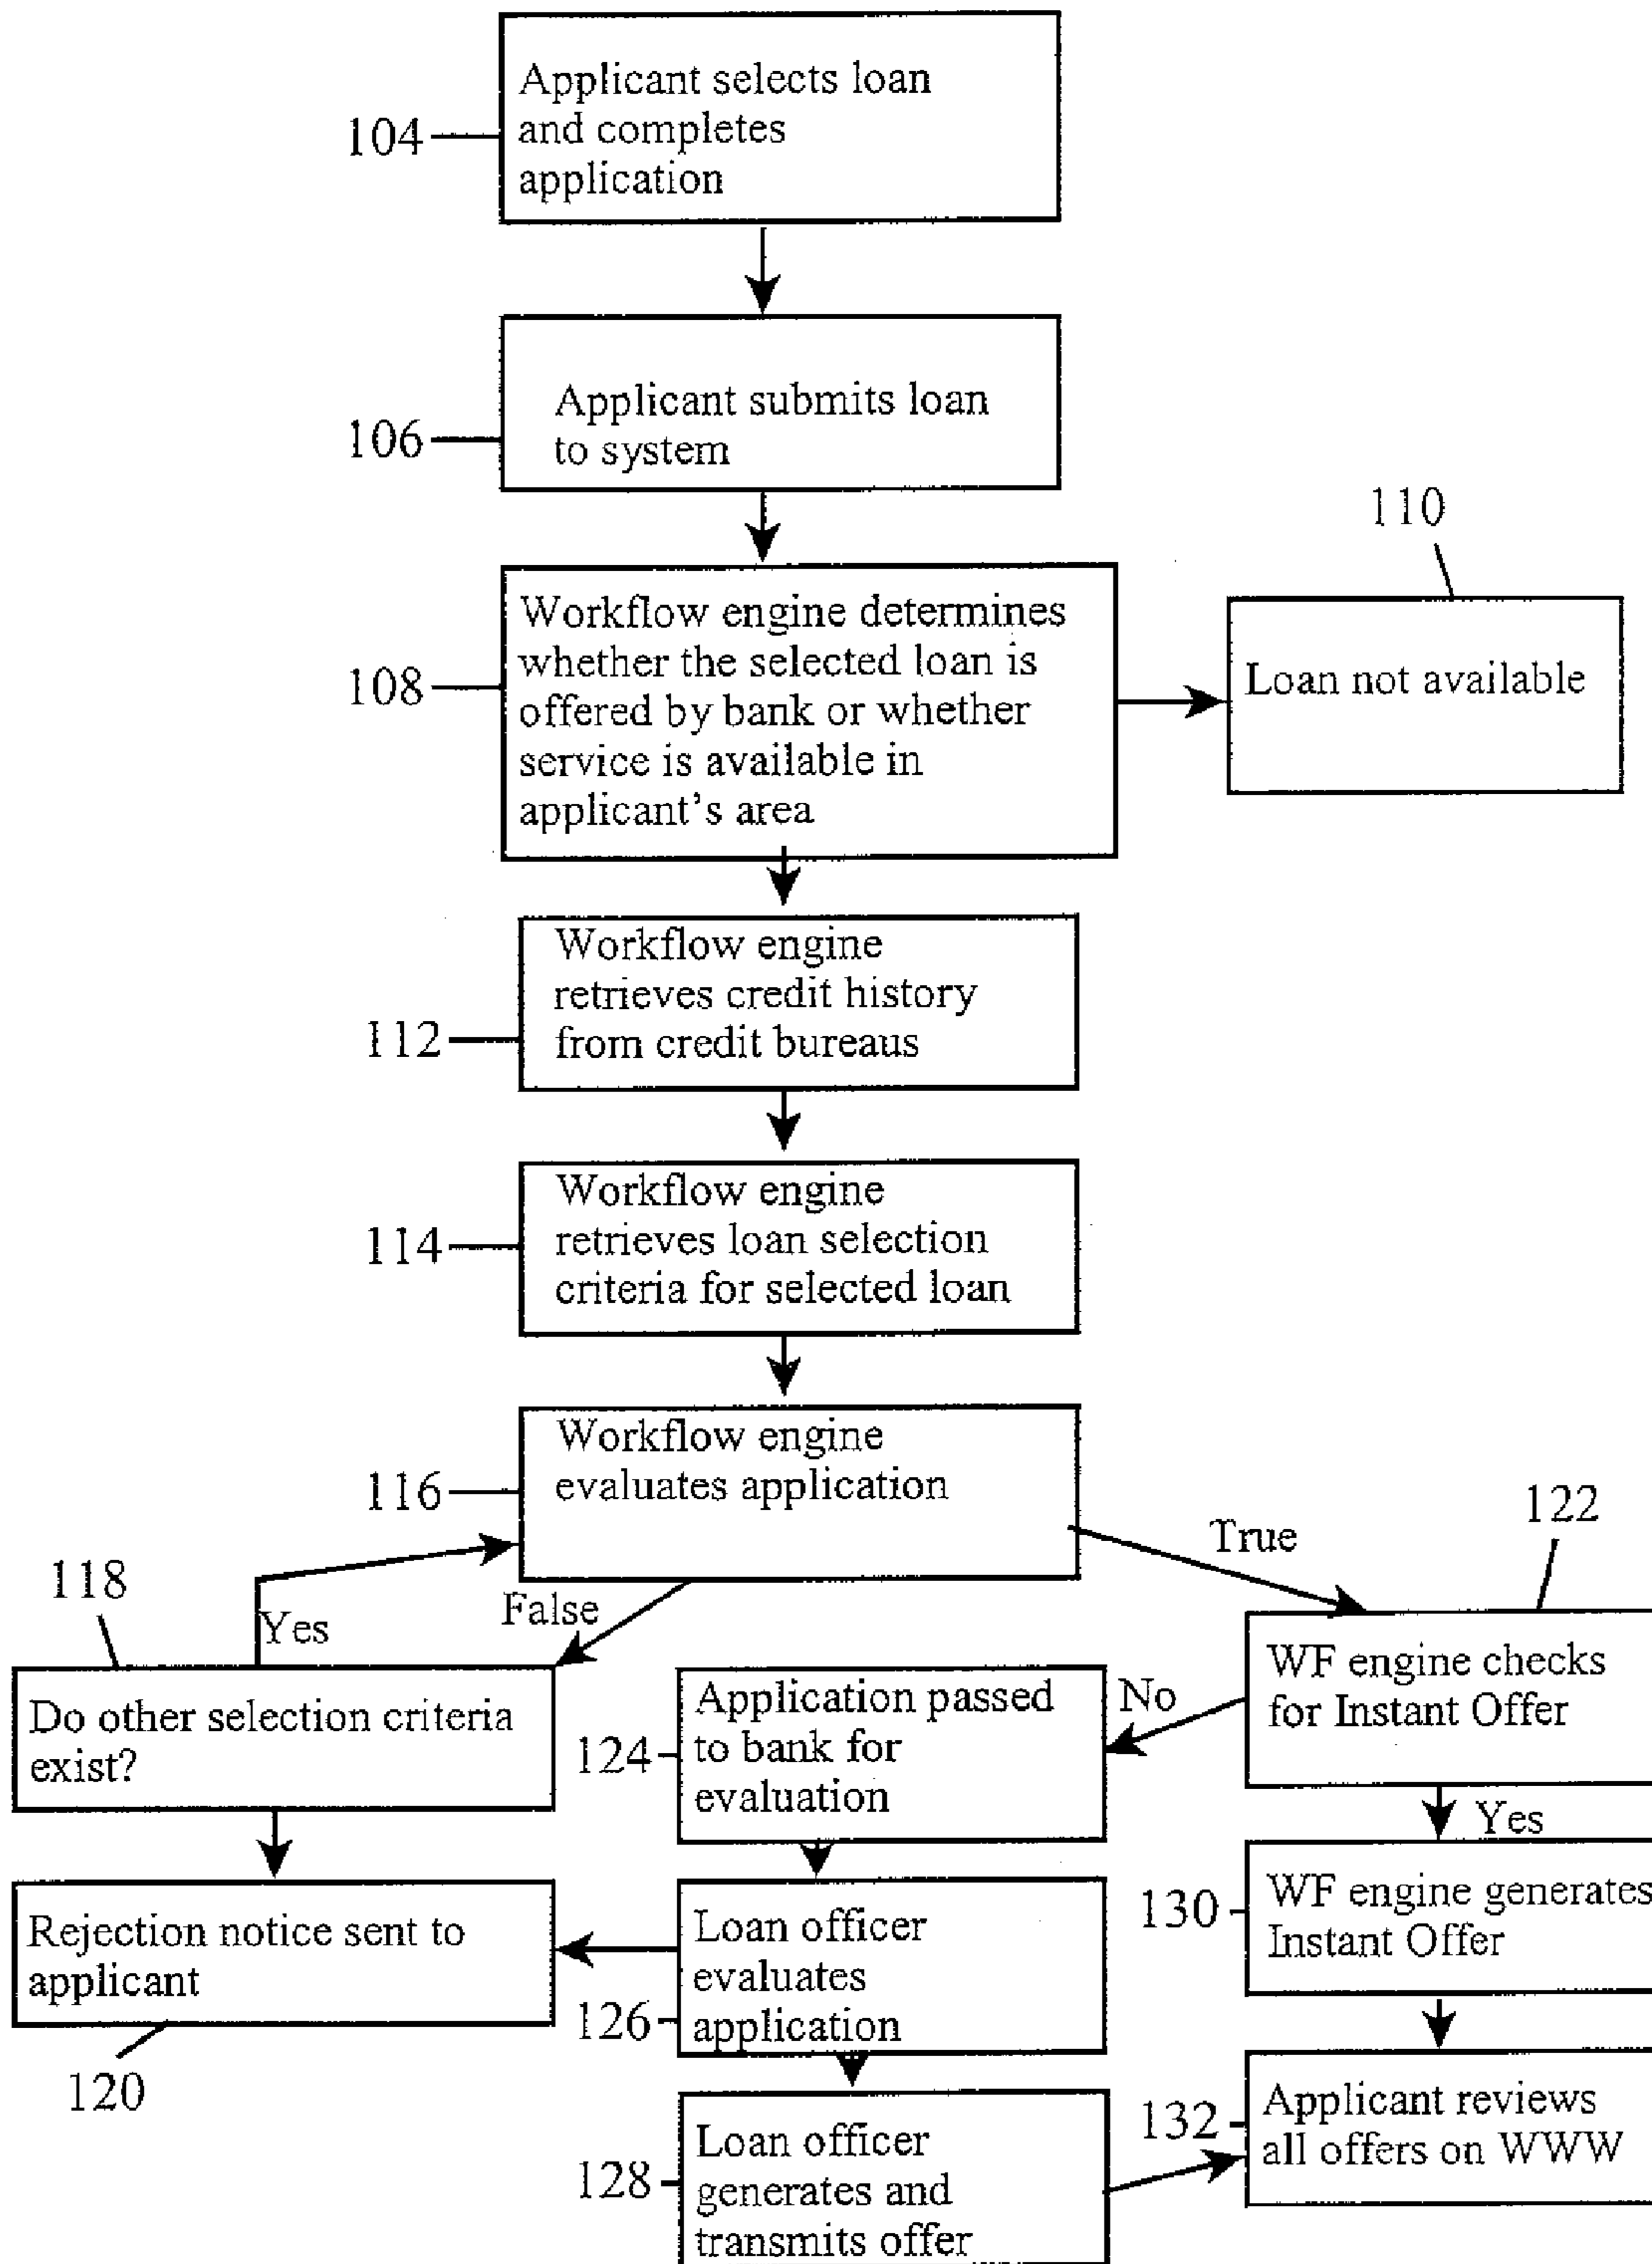 Applicant selects loan
and completes
application
104
Applicant submits loan
to system
106
110
Workflow engine determines
whether the selected loan is
offered by bank or whether
service is available in
applicant's area
108
Loan not available
Workflow engine
retrieves credit history
from credit bureaus
112
Workflow engine
retrieves loan selection
criteria for selected loan
114
Workflow engine
evaluates application
116
122
True
118
False
Yes
Do other selection criteria
exist?
Application passed
to bank for
evaluation
124
No
WF engine checks
for Instant Offer
Yes
Rejection notice sent to
applicant
120
Loan officer
evaluates
application
126
WF engine generates
Instant Offer
130
Loan officer
generates and
transmits offer
128
Applicant reviews
all offers on WWW
132